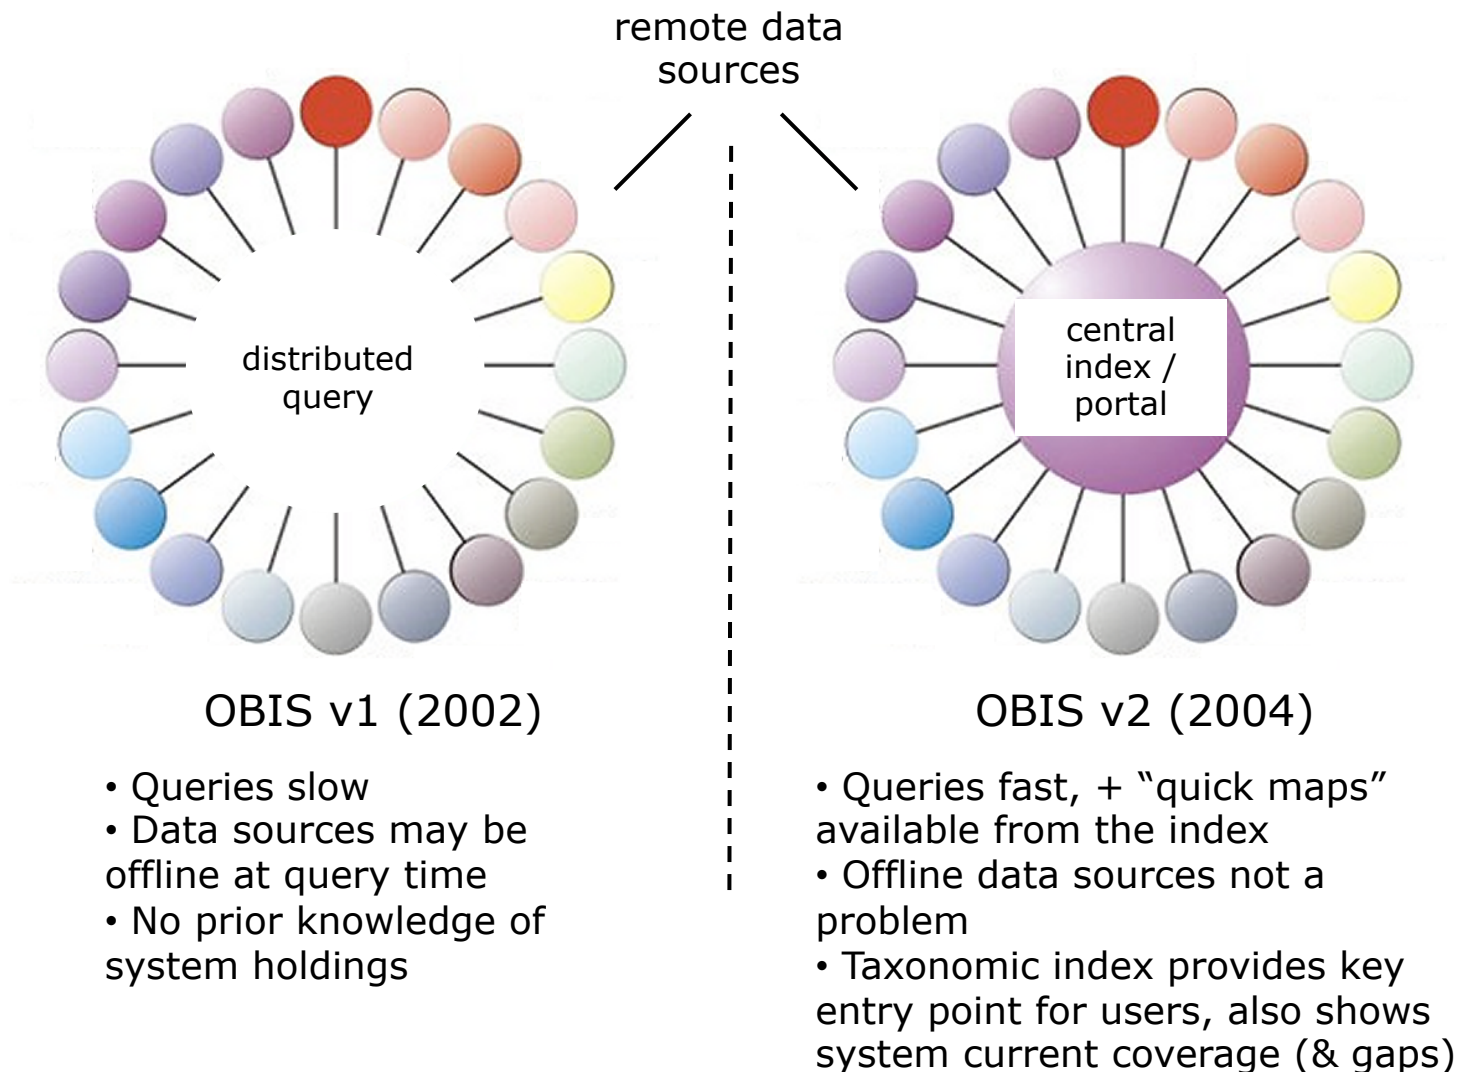 remote data
sources
distributed
query
central
index /
portal
OBIS v1 (2002)
• Queries slow
• Data sources may be
offline at query time
• No prior knowledge of
system holdings
OBIS v2 (2004)
• Queries fast, + “quick maps”
available from the index
• Offline data sources not a
problem
• Taxonomic index provides key
entry point for users, also shows
system current coverage (& gaps)